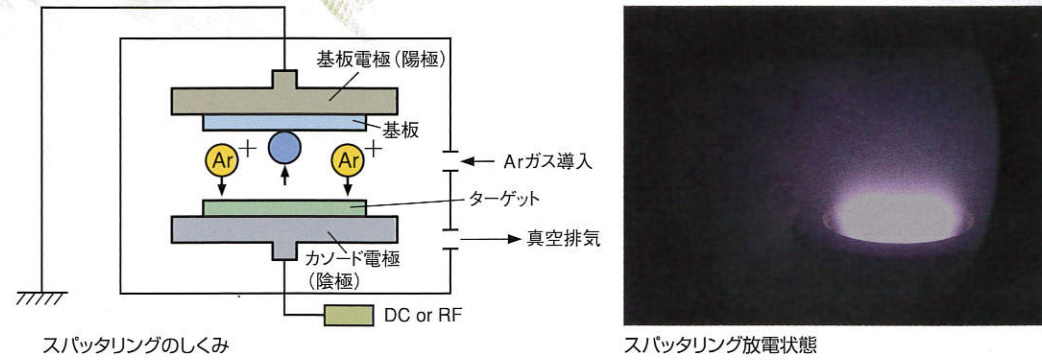 基板電極(陽極)
基板
Ar +
Ar +
Arガス導入
ターゲット
真空排気
カソード電極
(陰極)
DC or RF
スパッタリングのしくみ
スパッタリング放電状態